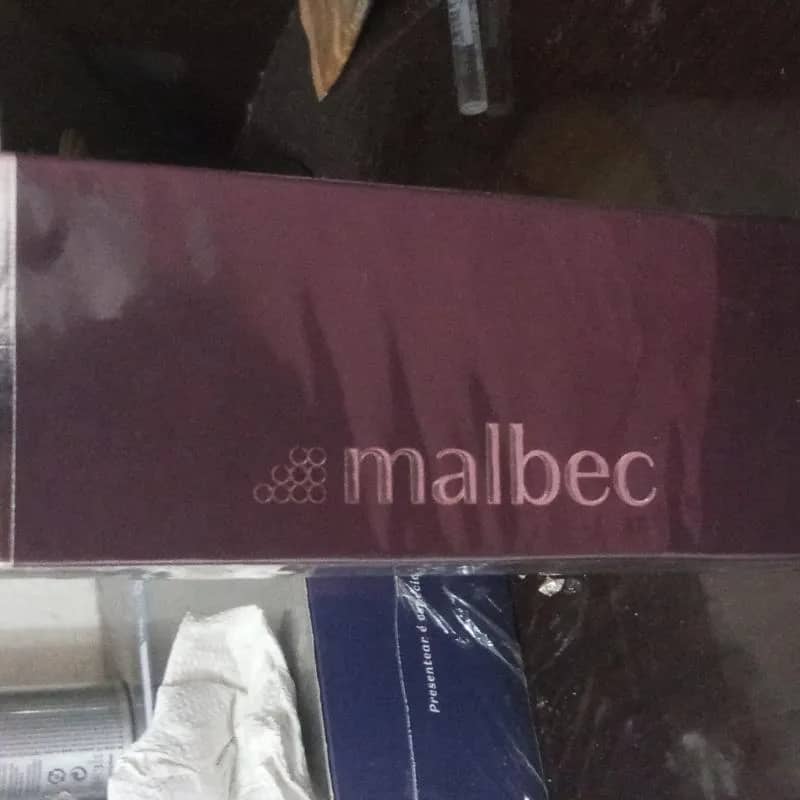 malbec
Presentear é